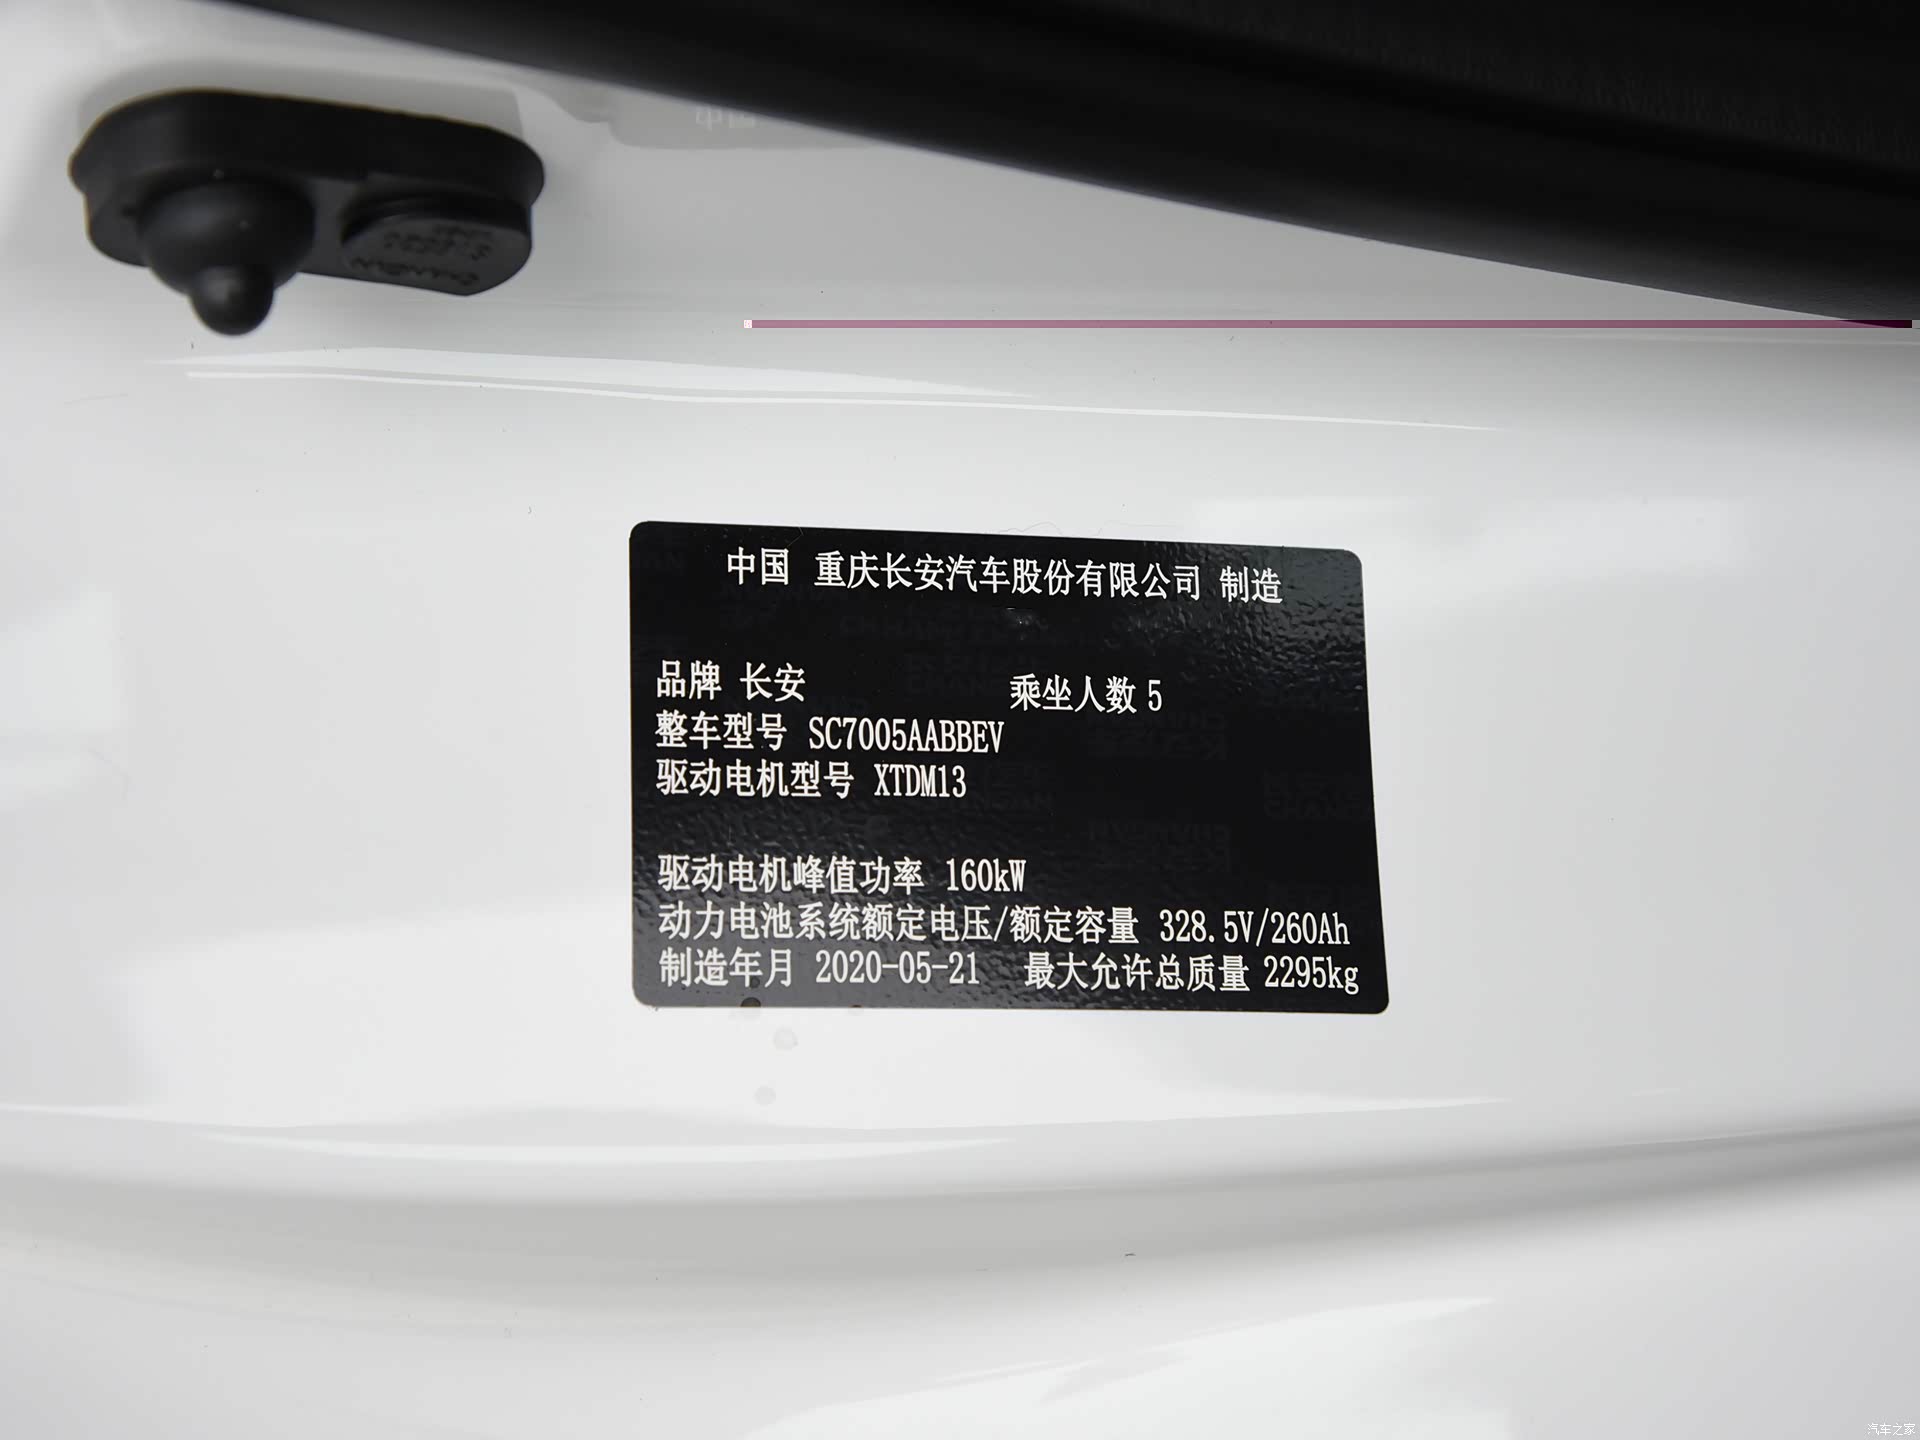 中国 重庆长安汽车股份有限公司 制造
品牌 长安 乘坐人数 5
整车型号 SC7005AABBEV
驱动电机型号 XTDM13
驱动电机峰值功率 160kW
动力电池系统额定电压/额定容量 328.5V/260Ah
制造年月 2020-05-21 最大允许总质量 2295kg
汽车之家